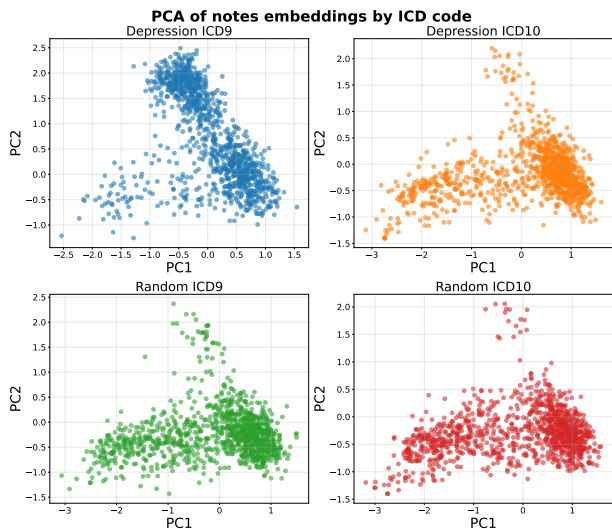 PCA of notes embeddings by ICD code
Depression ICD9
Depression ICD10
2.5
2.0
1.5
1.0
0.5
0.0
−0.5
−1.0
PC2
−2.5 −2.0 −1.5 −1.0 −0.5 0.0 0.5 1.0 1.5
PC1
2.0
1.5
1.0
0.5
0.0
−0.5
−1.0
−1.5
PC2
−3 −2 −1 0 1
PC1
Random ICD9
Random ICD10
2.5
2.0
1.5
1.0
0.5
0.0
−0.5
−1.0
−1.5
PC2
−3 −2 −1 0 1
PC1
2.0
1.5
1.0
0.5
0.0
−0.5
−1.0
−1.5
PC2
−3 −2 −1 0 1
PC1